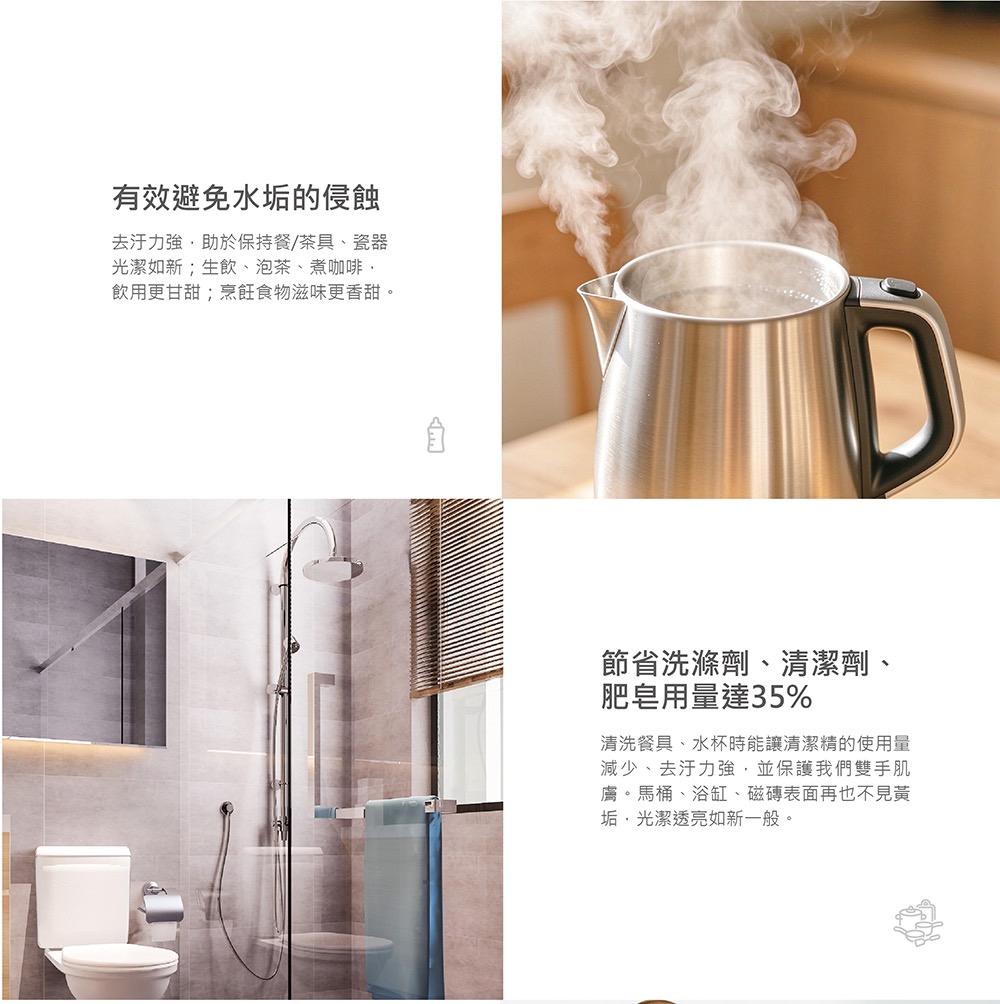 有效避免水垢的侵蝕
去汙力強，助於保持餐/茶具、瓷器
光潔如新；生飲、泡茶、煮咖啡，
飲用更甘甜；烹飪食物滋味更香甜。
節省洗滌劑、清潔劑、
肥皂用量達35%
清洗餐具、水杯時能讓清潔精的使用量
減少、去汙力強，並保護我們雙手肌
膚。馬桶、浴缸、磁磚表面再也不見黃
垢，光潔透亮如新一般。